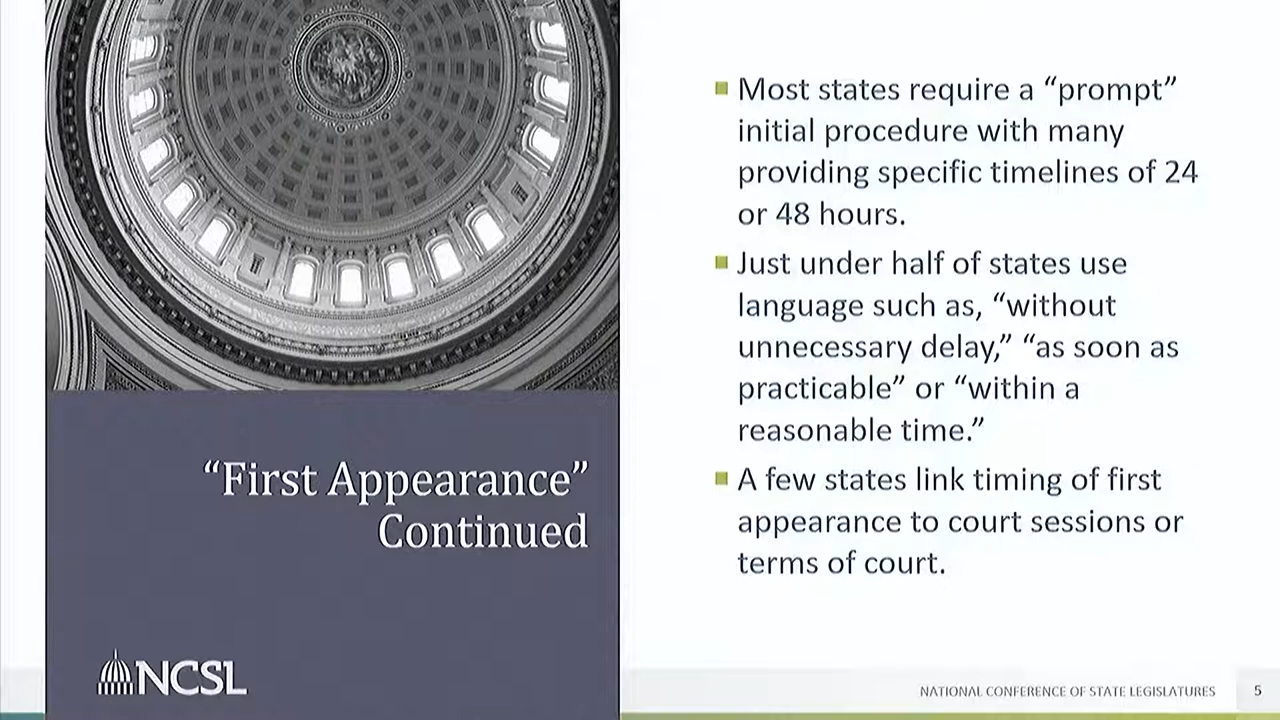 “First Appearance”
Continued
NCSL
Most states require a “prompt”
initial procedure with many
providing specific timelines of 24
or 48 hours.
Just under half of states use
language such as, “without
unnecessary delay,” “as soon as
practicable” or “within a
reasonable time.”
A few states link timing of first
appearance to court sessions or
terms of court.
NATIONAL CONFERENCE OF STATE LEGISLATURES
5